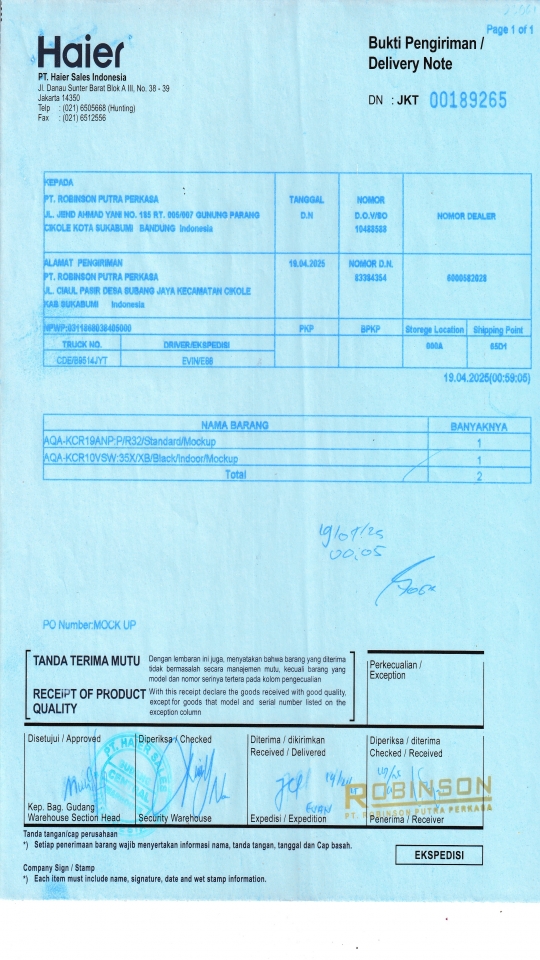 Page 1 of 1
Haier
PT. Haier Sales Indonesia
Jl. Danau Sunter Barat Blok A III, No. 38 - 39
Jakarta 14350
Telp : (021) 6505668 (Hunting)
Fax : (021) 6512556
Bukti Pengiriman /
Delivery Note
DN : JKT 00189265
KEPADA
PT. ROBINSON PUTRA PERKASA
JL. JEND AHMAD YANI NO. 185 RT. 006/007 GUNUNG PARANG
CIKOLE KOTA SUKABUMI BANDUNG Indonesia
TANGGAL
D.N
NOMOR
D.O.V/SO
10488588
NOMOR DEALER
ALAMAT PENGIRIMAN
PT. ROBINSON PUTRA PERKASA
JL. CIAUL PASIR DESA SUBANG JAYA KECAMATAN CIKOLE
KAB SUKABUMI Indonesia
19.04.2025
NOMOR D.N.
83384354
6000582028
PKP
BPKP
Storege Location
Shipping Point
TRUCK NO.
DRIVER/EKSPEDISI
65D1
EVIN/E68
19.04.2025(00:59:05)
NAMA BARANG BANYAKNYA
AQA-KCR19ANP:P/R32/Standard/Mockup 1
AQA-KCR10VSW:35X/XB/Black/Indoor/Mockup 1
Total 2
00:05
PO Number:MOCK UP
TANDA TERIMA MUTU
Dengan lembaran ini juga, menyatakan bahwa barang yang diterima
tidak bermasalah secara manajemen mutu, kecuali barang yang
model dan nomor serinya tertera pada kolom pengecualian
RECEIPT OF PRODUCT
QUALITY
With this receipt declare the goods received with good quality,
except for goods that model and serial number listed on the
exception column
Perkecualian /
Exception
Disetujui / Approved
Diperiksa / Checked
Diterima / dikirimkan
Received / Delivered
Diperiksa / diterima
Checked / Received
PT. HAIER SALES
ROBINSON
PT. ROBINSON PUTRA PERKASA
EVAN
Kep. Bag. Gudang
Warehouse Section Head
Security Warehouse
Expedisi / Expedition
Penerima / Receiver
Tanda tangan/cap perusahaan
*) Setiap penerimaan barang wajib menyertakan informasi nama, tanda tangan, tanggal dan Cap basah.
EKSPEDISI
Company Sign / Stamp
*) Each item must include name, signature, date and wet stamp information.